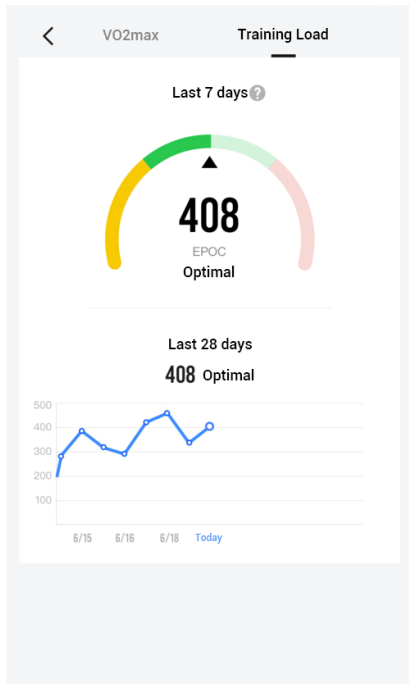 VO2max Training Load
Last 7 days ?
408
EPOC
Optimal
Last 28 days
408 Optimal
500
400
300
200
100
6/15 6/16 6/18 Today